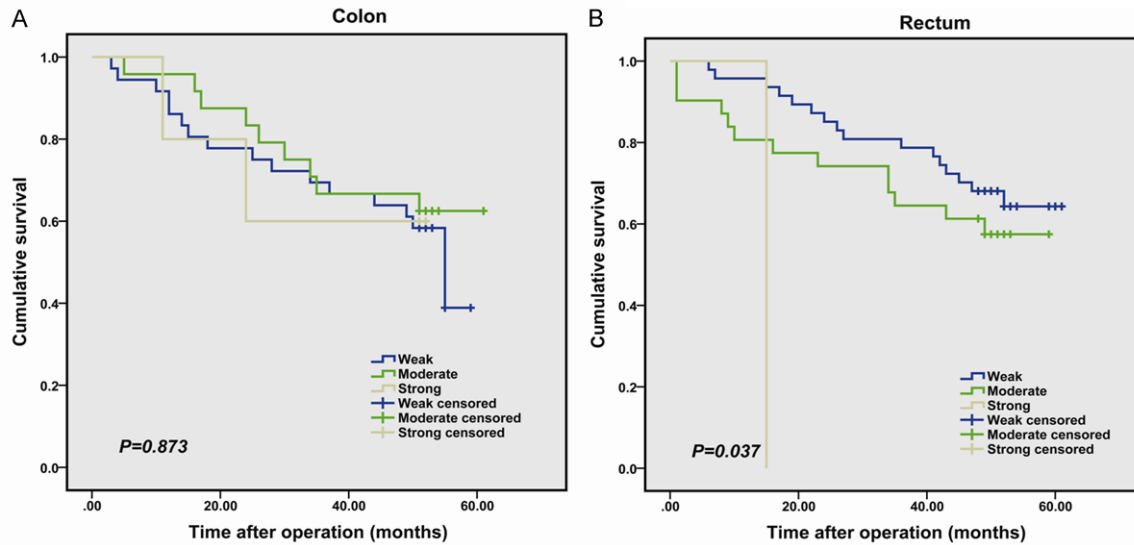 A
Colon
Cumulative survival
1.0
0.8
0.6
0.4
0.2
0.0
Weak
Moderate
Strong
Weak censored
Moderate censored
Strong censored
P=0.873
.00
20.00
40.00
60.00
Time after operation (months)
B
Rectum
Cumulative survival
1.0
0.8
0.6
0.4
0.2
0.0
Weak
Moderate
Strong
Weak censored
Moderate censored
Strong censored
P=0.037
.00
20.00
40.00
60.00
Time after operation (months)